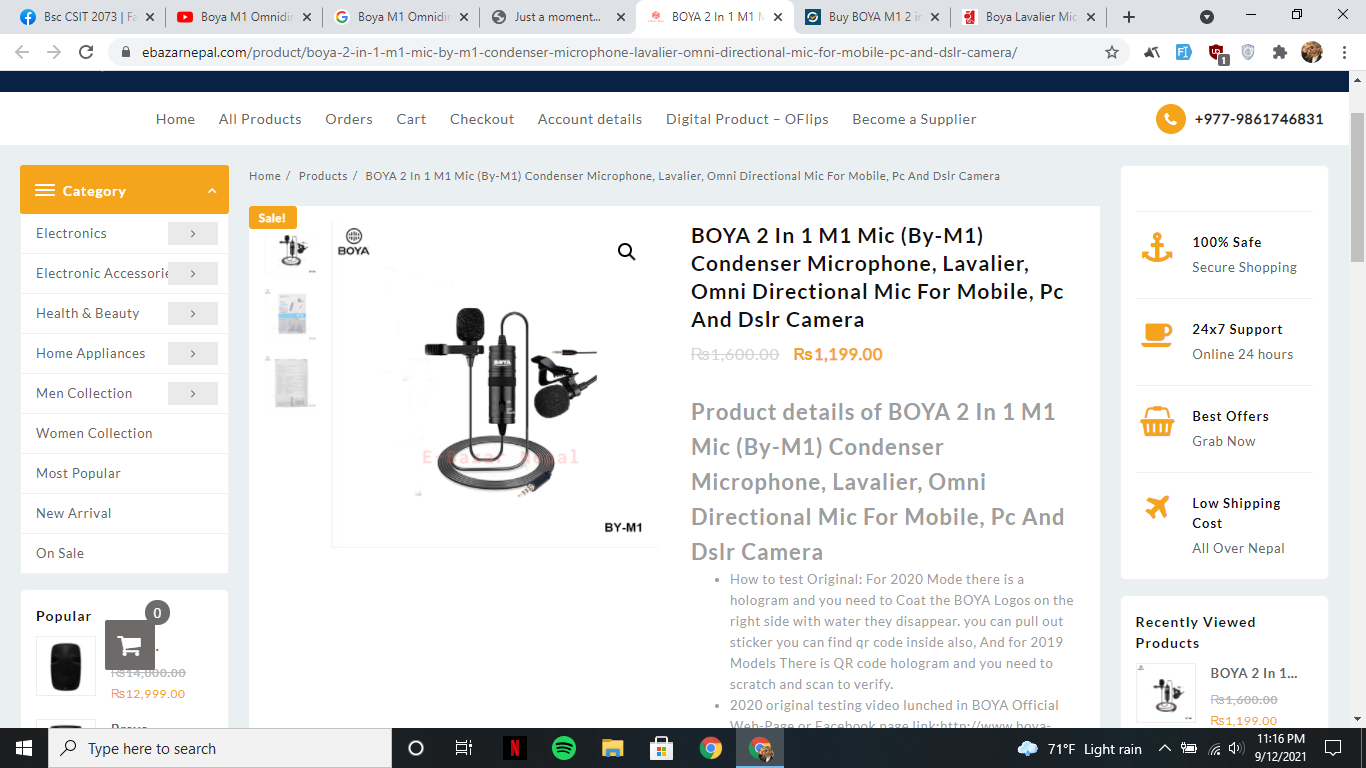 Bsc CSIT 2073 | Fa
Boya M1 Omnidir
Boya M1 Omnidir
Just a moment...
BOYA 2 In 1 M1 M
Buy BOYA M1 2 in
Boya Lavalier Mic
ebazarnepal.com/product/boya-2-in-1-m1-mic-by-m1-condenser-microphone-lavalier-omni-directional-mic-for-mobile-pc-and-dslr-camera/
1
Home
All Products
Orders
Cart
Checkout
Account details
Digital Product – OFlips
Become a Supplier
+977-9861746831
Category
Electronics
Electronic Accessorie
Health & Beauty
Home Appliances
Men Collection
Women Collection
Most Popular
New Arrival
On Sale
Popular
0
₨14,000.00
₨12,999.00
Home / Products / BOYA 2 In 1 M1 Mic (By-M1) Condenser Microphone, Lavalier, Omni Directional Mic For Mobile, Pc And Dslr Camera
Sale!
BOYA
BOYA
E-Bazar Nepal
BY-M1
BOYA 2 In 1 M1 Mic (By-M1)
Condenser Microphone, Lavalier,
Omni Directional Mic For Mobile, Pc
And Dslr Camera
₨1,600.00 ₨1,199.00
Product details of BOYA 2 In 1 M1
Mic (By-M1) Condenser
Microphone, Lavalier, Omni
Directional Mic For Mobile, Pc And
Dslr Camera
• How to test Original: For 2020 Mode there is a
hologram and you need to Coat the BOYA Logos on the
right side with water they disappear. you can pull out
sticker you can find qr code inside also, And for 2019
Models There is QR code hologram and you need to
scratch and scan to verify.
• 2020 original testing video lunched in BOYA Official
Web-Page or Facebook page link:http://www.boya-
100% Safe
Secure Shopping
24x7 Support
Online 24 hours
Best Offers
Grab Now
Low Shipping
Cost
All Over Nepal
Recently Viewed
Products
BOYA 2 In 1...
₨1,600.00
₨1,199.00
Type here to search
71°F Light rain
11:16 PM
9/12/2021